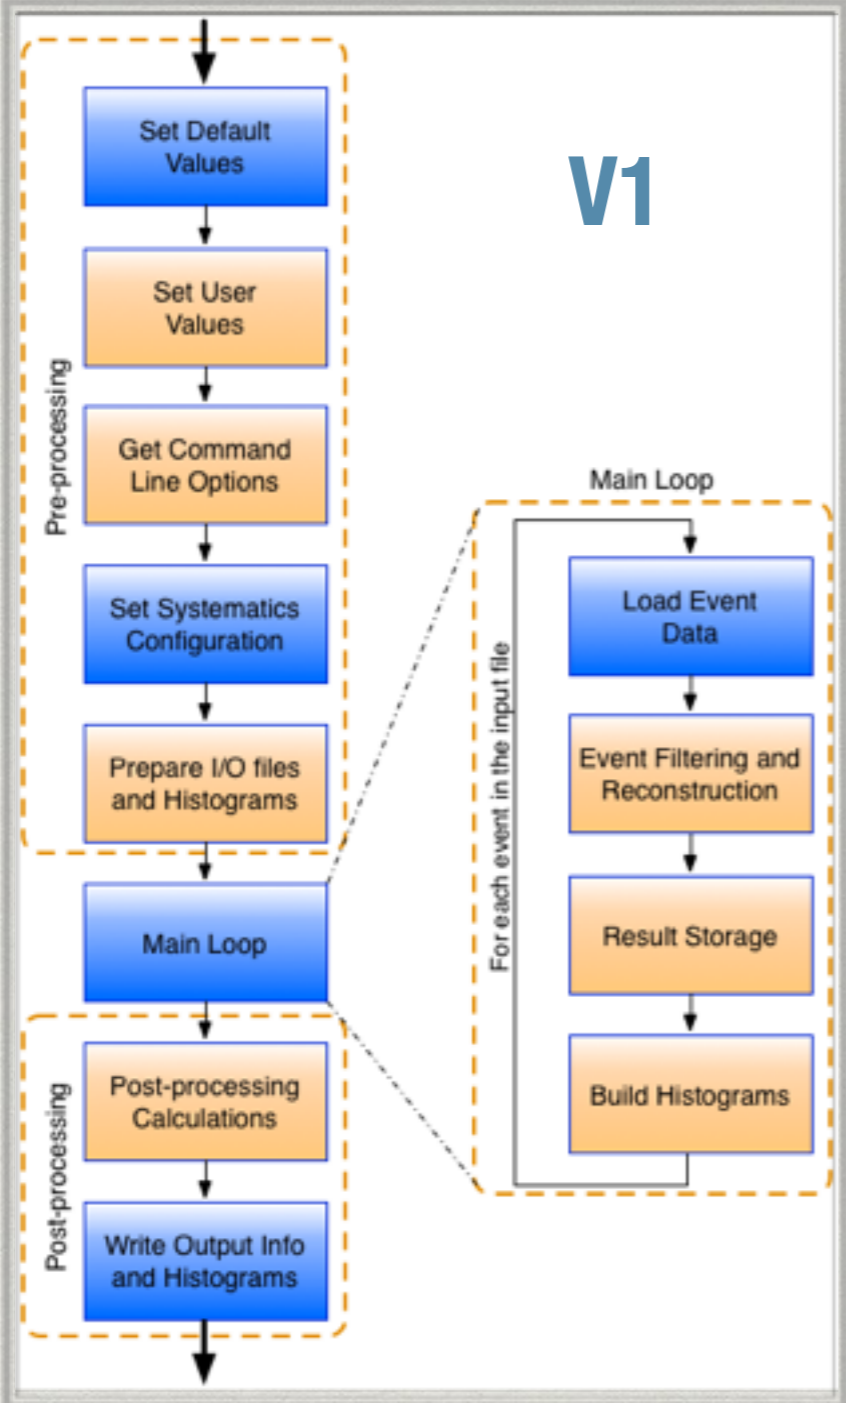 V1
Pre-processing
Set Default
Values
Set User
Values
Get Command
Line Options
Set Systematics
Configuration
Prepare I/O files
and Histograms
Main Loop
Post-processing
Post-processing
Calculations
Write Output Info
and Histograms
Main Loop
For each event in the input file
Load Event
Data
Event Filtering and
Reconstruction
Result Storage
Build Histograms